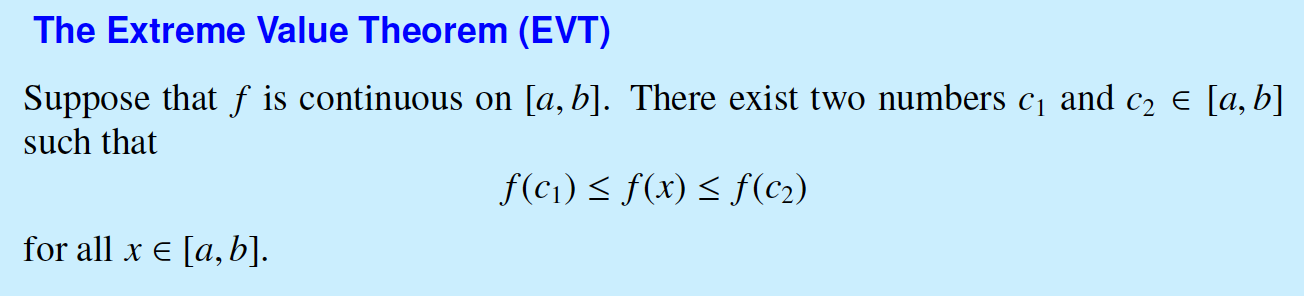 The Extreme Value Theorem (EVT)
Suppose that f is continuous on [a, b]. There exist two numbers c₁ and c₂ ∈ [a, b]
such that
f(c₁) ≤ f(x) ≤ f(c₂)
for all x ∈ [a, b].